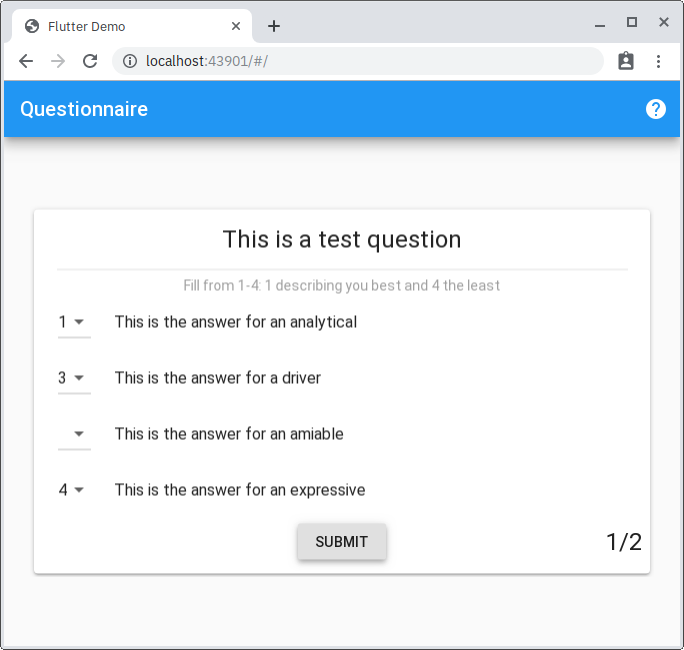 Flutter Demo
localhost:43901/#/
Questionnaire
?
This is a test question
Fill from 1-4: 1 describing you best and 4 the least
1 This is the answer for an analytical
3 This is the answer for a driver
This is the answer for an amiable
4 This is the answer for an expressive
SUBMIT
1/2